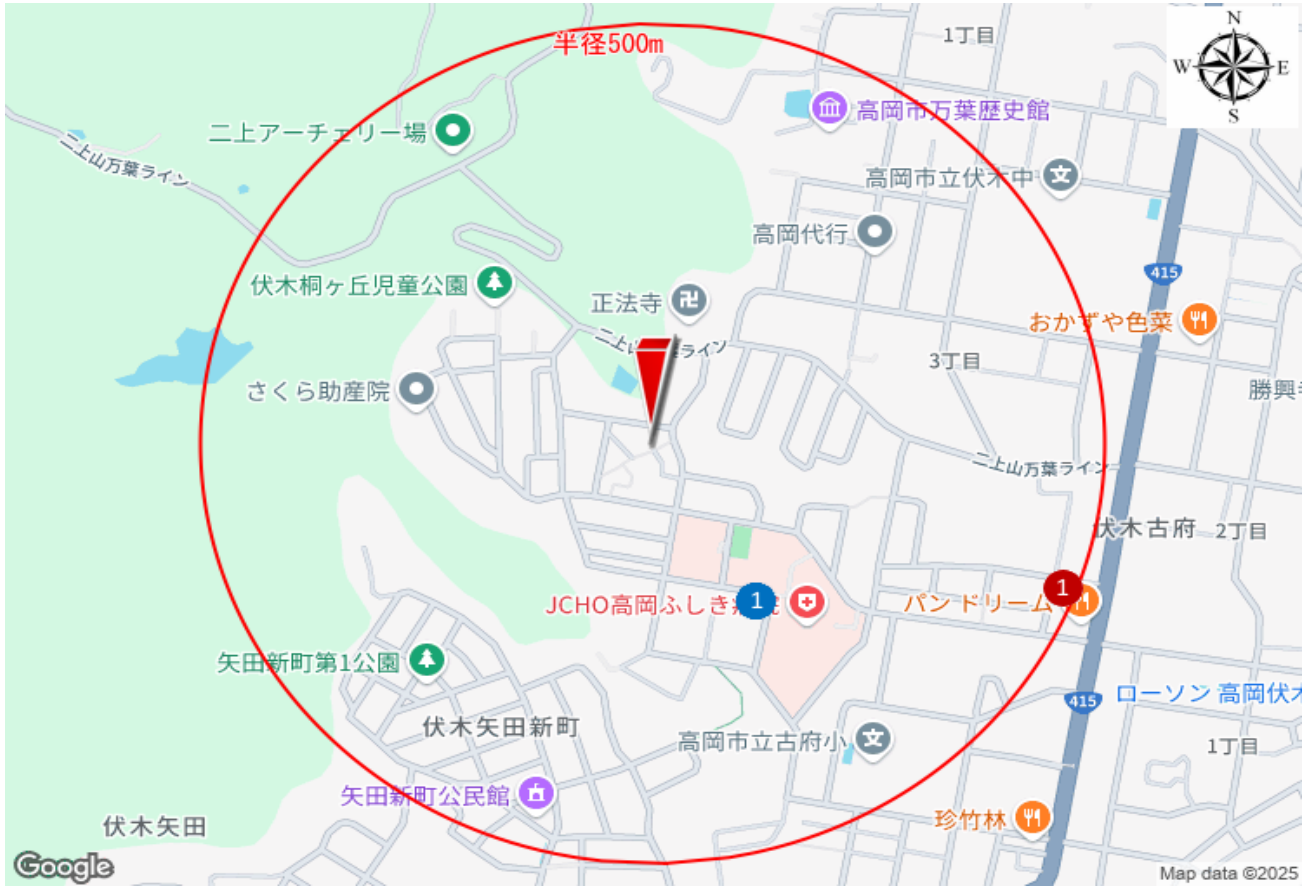 半径500m
1丁目
N
W
E
S
二上アーチェリー場
高岡市万葉歴史館
二上山万葉ライン
高岡市立伏木中
高岡代行
415
伏木桐ヶ丘児童公園
正法寺
おかずや色菜
二上山葉ライン
3丁目
さくら助産院
勝興寺
二上山万葉ライン
伏木古府
2丁目
1
1
JCHO高岡ふしき病院
パンドリーム
矢田新町第1公園
415
ローソン 高岡伏木
伏木矢田新町
高岡市立古府小
1丁目
矢田新町公民館
伏木矢田
珍竹林
Google
Map data ©2025